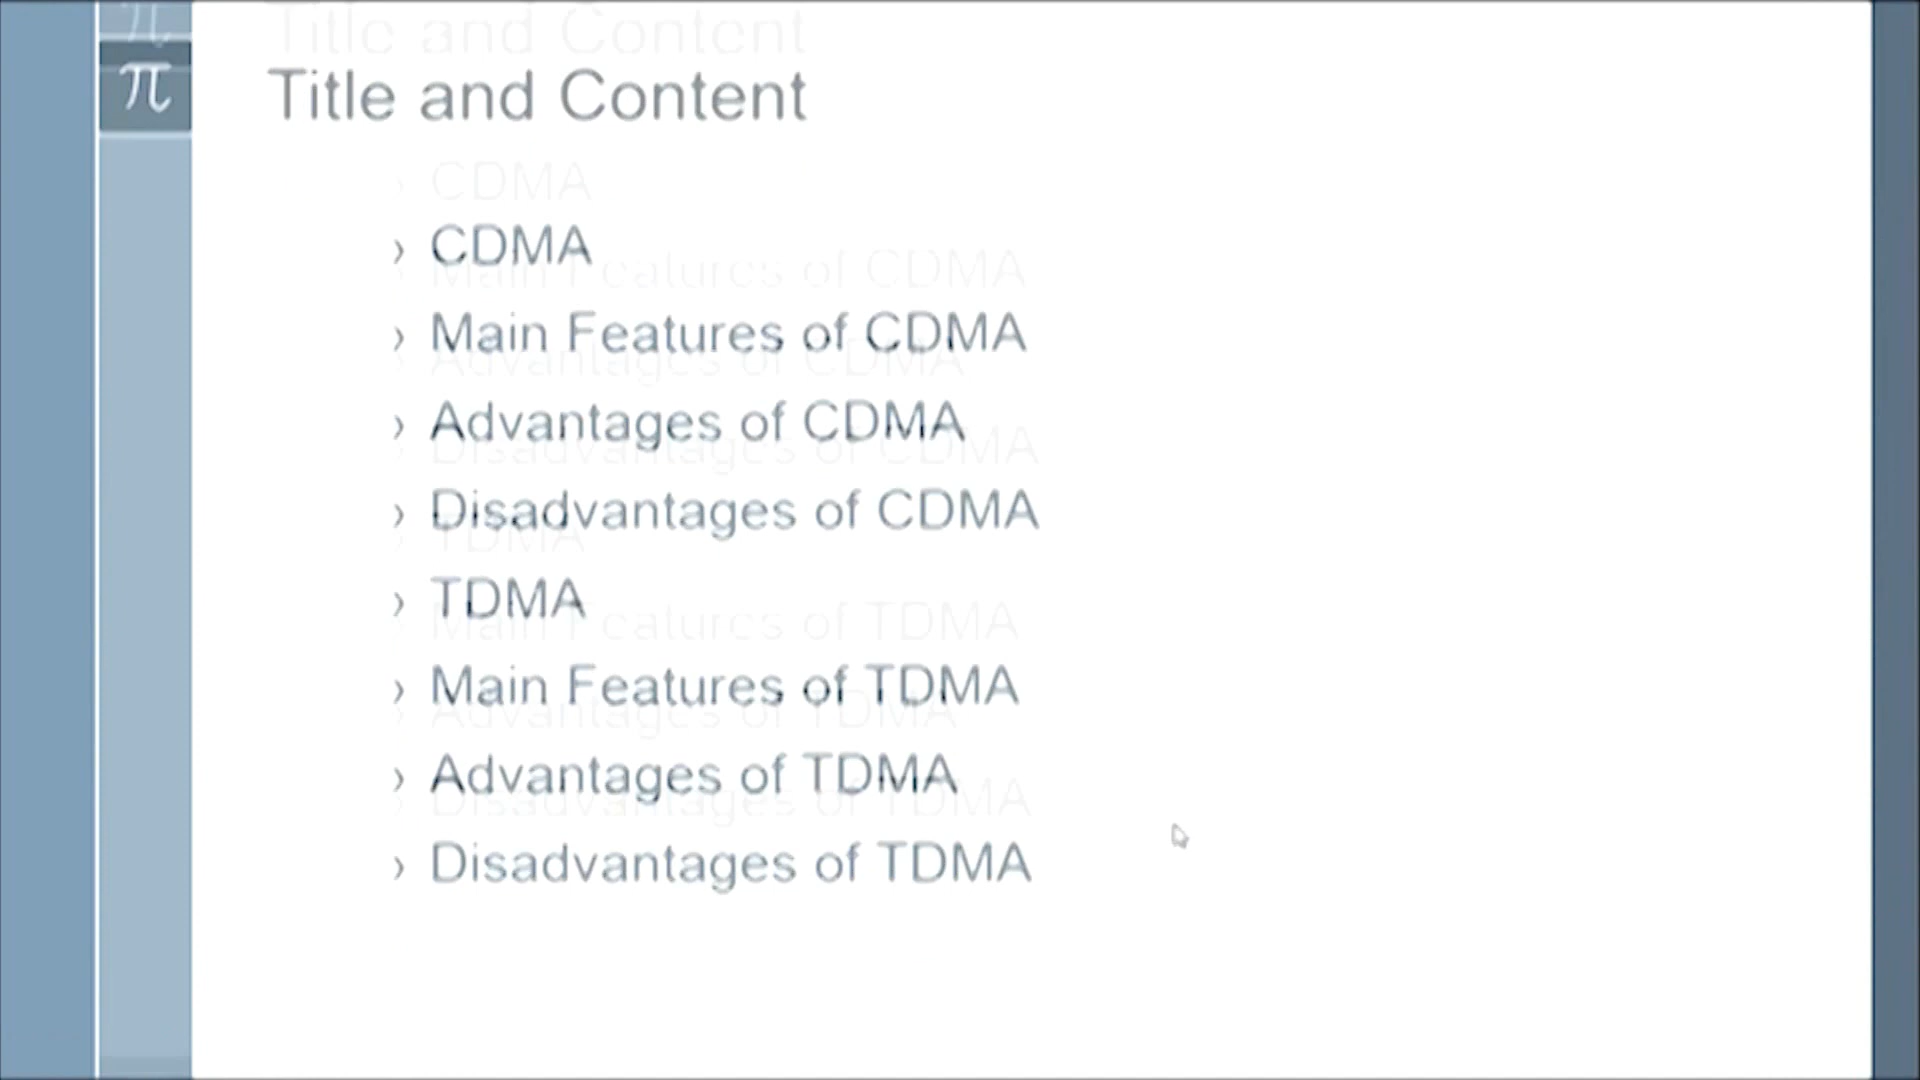 π
Title and Content
› CDMA
› Main Features of CDMA
› Advantages of CDMA
› Disadvantages of CDMA
› TDMA
› Main Features of TDMA
› Advantages of TDMA
› Disadvantages of TDMA